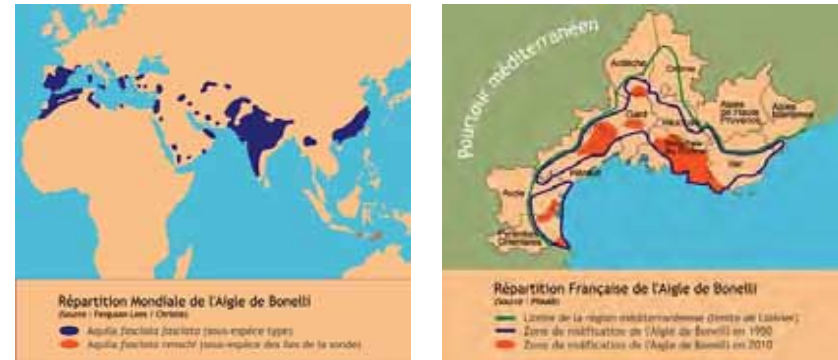 Répartition Mondiale de l'Aigle de Bonelli
(Source : Ferguson-Lees / Christie)
Aquila fasciata fasciata (sous-espèce type)
Aquila fasciata renschi (sous-espèce des îles de la sonde)
Pourtour méditerranéen
Ardèche
Drôme
Gard
Vaucluse
Alpes
de Haute
Provence
Alpes
Maritimes
Var
Hérault
Aude
Pyrénées
Orientales
Répartition Française de l'Aigle de Bonelli
Limite de la région méditerranéenne (limite de l'olivier)
Zone de nidification de l'Aigle de Bonelli en 1950
Zone de nidification de l'Aigle de Bonelli en 2010